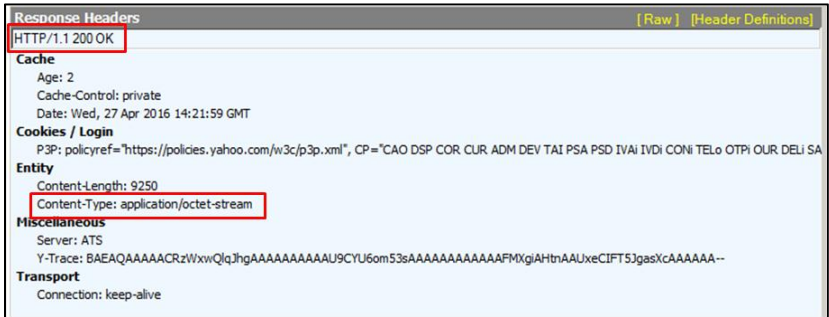 Response Headers [ Raw ] [Header Definitions]
HTTP/1.1 200 OK
Cache
Age: 2
Cache-Control: private
Date: Wed, 27 Apr 2016 14:21:59 GMT
Cookies / Login
P3P: policyref="https://policies.yahoo.com/w3c/p3p.xml", CP="CAO DSP COR CUR ADM DEV TAI PSA PSD IVAi IVDi CONi TELo OTPi OUR DELi SA
Entity
Content-Length: 9250
Content-Type: application/octet-stream
Miscellaneous
Server: ATS
Y-Trace:
Transport
Connection: keep-alive